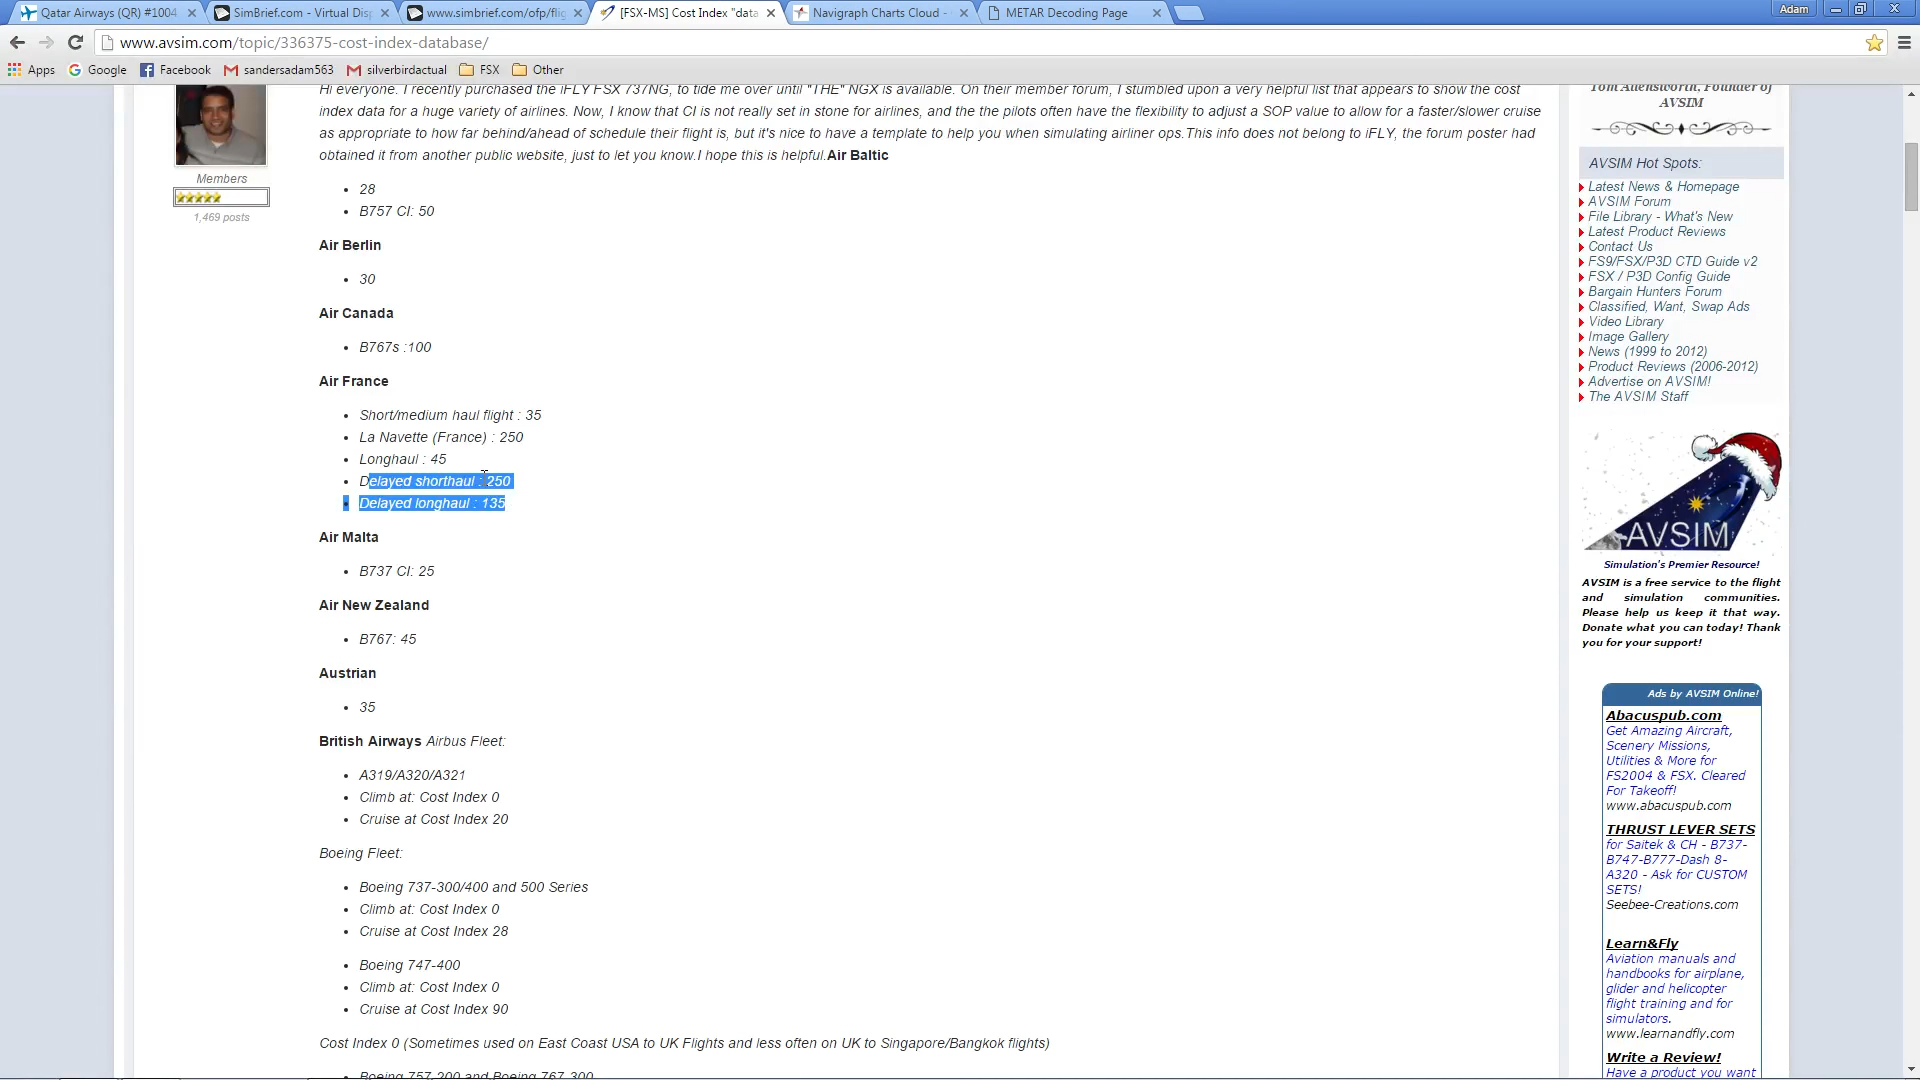 Qatar Airways (QR) #1004
SimBrief.com - Virtual Disp
www.simbrief.com/ofp/flig
[FSX-MS] Cost Index "data
Navigraph Charts Cloud -
METAR Decoding Page
Adam
www.avsim.com/topic/336375-cost-index-database/
Apps
Google
Facebook
sandersadam563
silverbirdactual
FSX
Other
Hi everyone. I recently purchased the iFLY FSX 737NG, to tide me over until "THE" NGX is available. On their member forum, I stumbled upon a very helpful list that appears to show the cost
index data for a huge variety of airlines. Now, I know that CI is not really set in stone for airlines, and the the pilots often have the flexibility to adjust a SOP value to allow for a faster/slower cruise
as appropriate to how far behind/ahead of schedule their flight is, but it's nice to have a template to help you when simulating airliner ops.This info does not belong to iFLY, the forum poster had
obtained it from another public website, just to let you know.I hope this is helpful.Air Baltic
Members
1,469 posts
• 28
• B757 CI: 50
Air Berlin
• 30
Air Canada
• B767s :100
Air France
• Short/medium haul flight : 35
• La Navette (France) : 250
• Longhaul : 45
• Delayed shorthaul : 250
• Delayed longhaul : 135
Air Malta
• B737 CI: 25
Air New Zealand
• B767: 45
Austrian
• 35
British Airways Airbus Fleet:
• A319/A320/A321
• Climb at: Cost Index 0
• Cruise at Cost Index 20
Boeing Fleet:
• Boeing 737-300/400 and 500 Series
• Climb at: Cost Index 0
• Cruise at Cost Index 28
• Boeing 747-400
• Climb at: Cost Index 0
• Cruise at Cost Index 90
Cost Index 0 (Sometimes used on East Coast USA to UK Flights and less often on UK to Singapore/Bangkok flights)
• Boeing 757-200 and Boeing 767-300
Tom Allensworth, Founder of
AVSIM
AVSIM Hot Spots:
Latest News & Homepage
AVSIM Forum
File Library - What's New
Latest Product Reviews
Contact Us
FS9/FSX/P3D CTD Guide v2
FSX / P3D Config Guide
Bargain Hunters Forum
Classified, Want, Swap Ads
Video Library
Image Gallery
News (1999 to 2012)
Product Reviews (2006-2012)
Advertise on AVSIM!
The AVSIM Staff
AVSIM
Simulation's Premier Resource!
AVSIM is a free service to the flight
and simulation communities.
Please help us keep it that way.
Donate what you can today! Thank
you for your support!
Ads by AVSIM Online!
Abacuspub.com
Get Amazing Aircraft,
Scenery Missions,
Utilities & More for
FS2004 & FSX. Cleared
For Takeoff!
www.abacuspub.com
THRUST LEVER SETS
for Saitek & CH - B737-
B747-B777-Dash 8-
A320 - Ask for CUSTOM
SETS!
Seebee-Creations.com
Learn&Fly
Aviation manuals and
handbooks for airplane,
glider and helicopter
flight training and for
simulators.
www.learnandfly.com
Write a Review!
Have a product you want